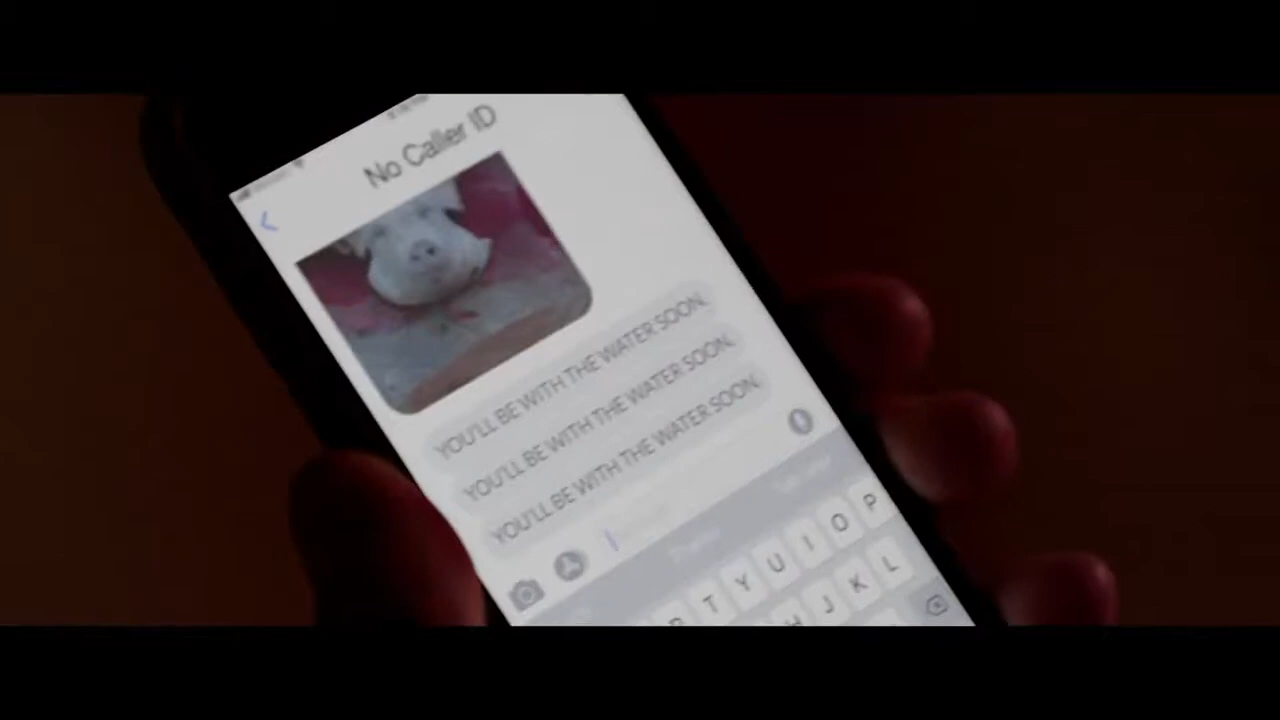 No Caller ID
YOU'LL BE WITH THE WATER SOON.
YOU'LL BE WITH THE WATER SOON.
YOU'LL BE WITH THE WATER SOON.
T Y U I O P
H J K L